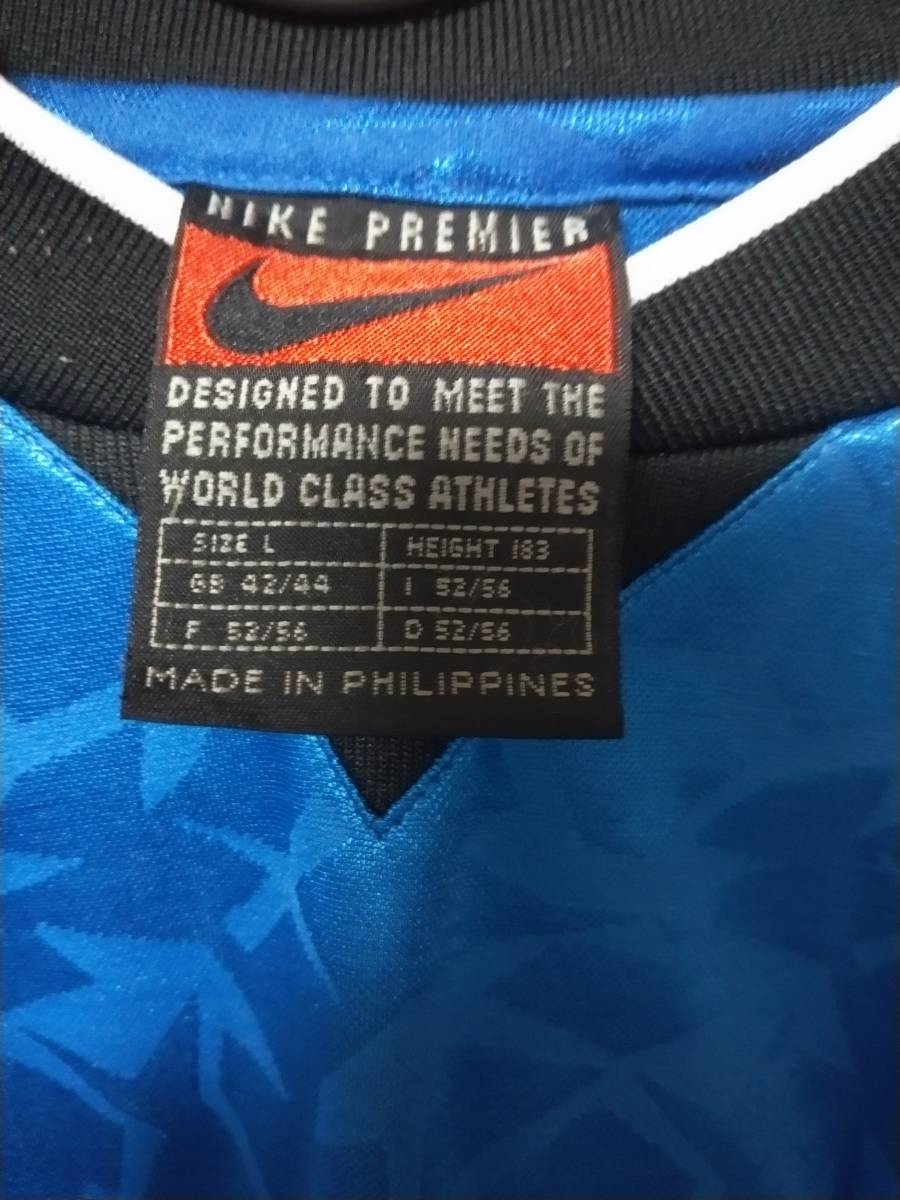 NIKE PREMIER
DESIGNED TO MEET THE
PERFORMANCE NEEDS OF
WORLD CLASS ATHLETES
SIZE L HEIGHT 183
GB 42/44 I 52/56
F 52/56 D 52/56
MADE IN PHILIPPINES